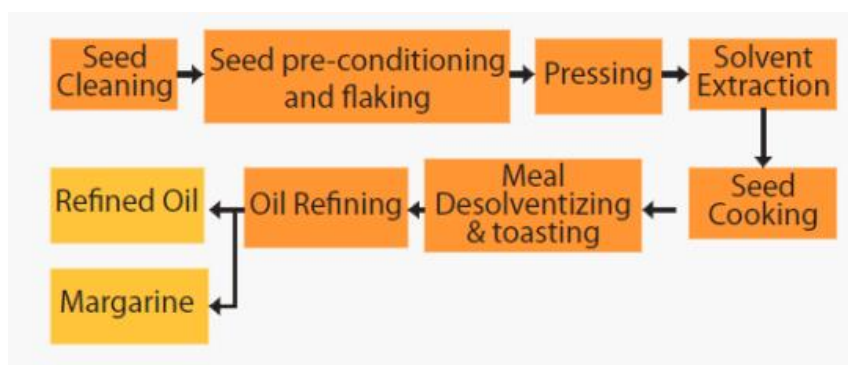 Seed
Cleaning
Seed pre-conditioning
and flaking
Pressing
Solvent
Extraction
Seed
Cooking
Meal
Desolventizing
& toasting
Oil Refining
Refined Oil
Margarine